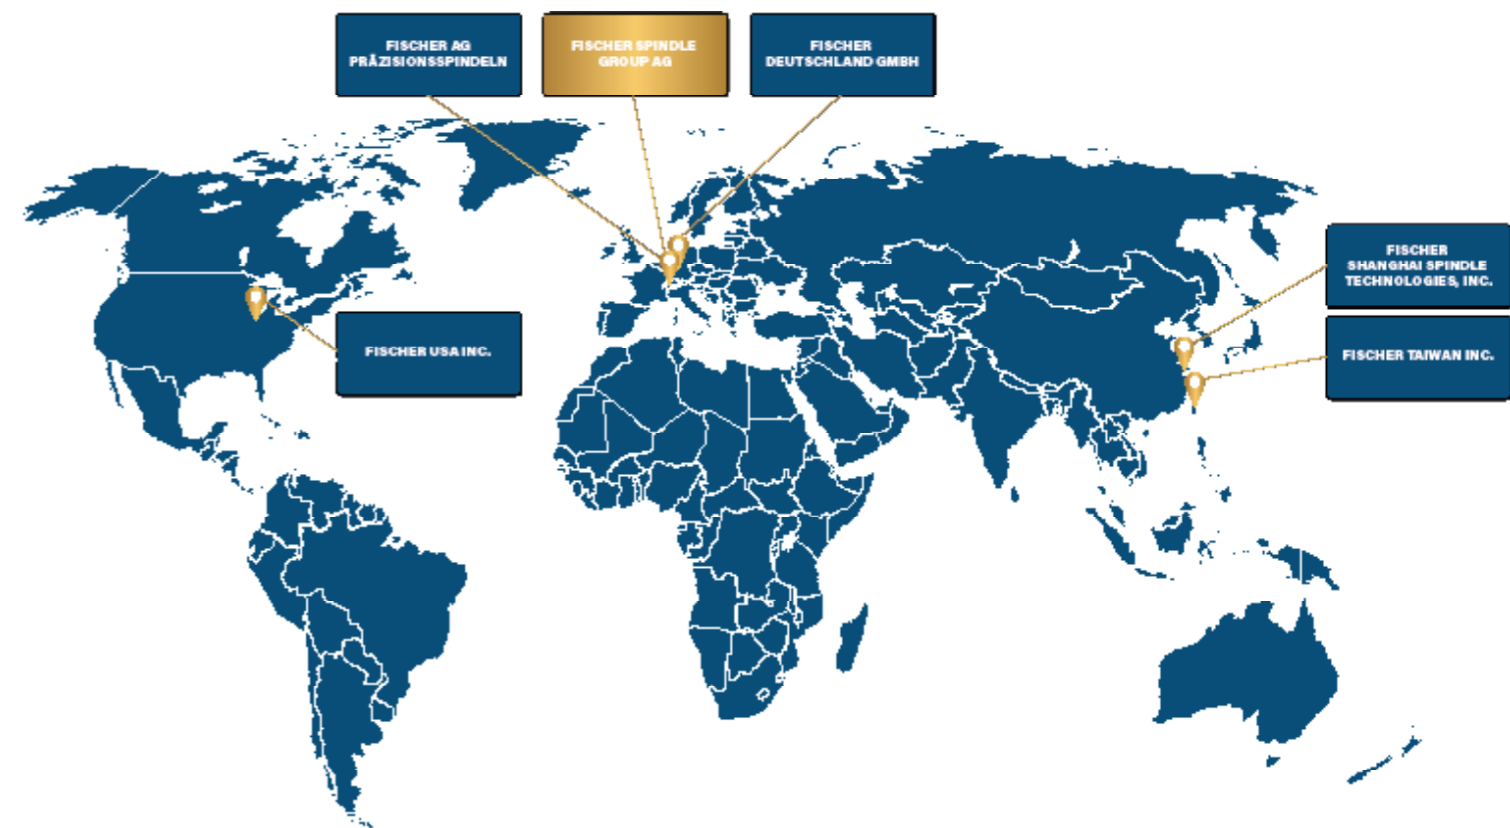 FISCHER AG
PRÄZISIONSSPINDELN
FISCHER SPINDLE
GROUP AG
FISCHER
DEUTSCHLAND GMBH
FISCHER
SHANGHAI SPINDLE
TECHNOLOGIES, INC.
FISCHER USA INC.
FISCHER TAIWAN INC.